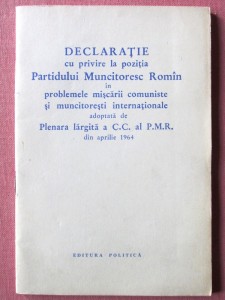 DECLARAȚIE
cu privire la poziția
Partidului Muncitoresc Romîn
în
problemele mișcării comuniste
și muncitorești internaționale
adoptată de
Plenara lărgită a C.C. al P.M.R.
din aprilie 1964
EDITURA POLITICĂ